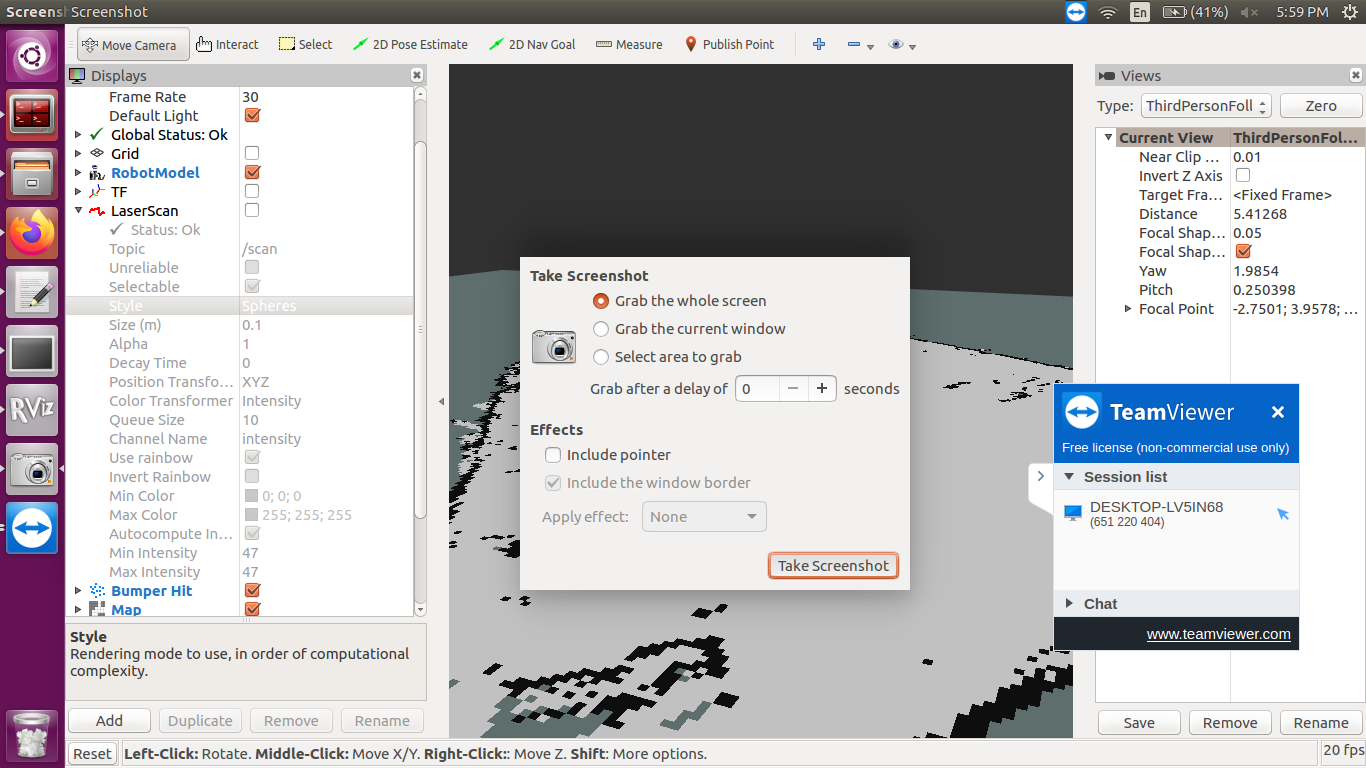 Screens Screenshot
En
(41%)
5:59 PM
Move Camera
Interact
Select
2D Pose Estimate
2D Nav Goal
Measure
Publish Point
Displays
Frame Rate 30
Default Light
Global Status: Ok
Grid
RobotModel
TF
LaserScan
Status: Ok
Topic /scan
Unreliable
Selectable
Style Spheres
Size (m) 0.1
Alpha 1
Decay Time 0
Position Transfo... XYZ
Color Transformer Intensity
Queue Size 10
Channel Name intensity
Use rainbow
Invert Rainbow
Min Color 0; 0; 0
Max Color 255; 255; 255
Autocompute In...
Min Intensity 47
Max Intensity 47
Bumper Hit
Map
Style
Rendering mode to use, in order of computational
complexity.
Add
Duplicate
Remove
Rename
Reset
Left-Click: Rotate. Middle-Click: Move X/Y. Right-Click:: Move Z. Shift: More options.
20 fps
RViz
Take Screenshot
Grab the whole screen
Grab the current window
Select area to grab
Grab after a delay of 0 − + seconds
Effects
Include pointer
Include the window border
Apply effect: None
Take Screenshot
Views
Type: ThirdPersonFoll Zero
Current View ThirdPersonFol...
Near Clip ... 0.01
Invert Z Axis
Target Fra... <Fixed Frame>
Distance 5.41268
Focal Shap... 0.05
Focal Shap...
Yaw 1.9854
Pitch 0.250398
Focal Point -2.7501; 3.9578; ...
TeamViewer
Free license (non-commercial use only)
Session list
DESKTOP-LV5IN68
(651 220 404)
Chat
www.teamviewer.com
Save
Remove
Rename